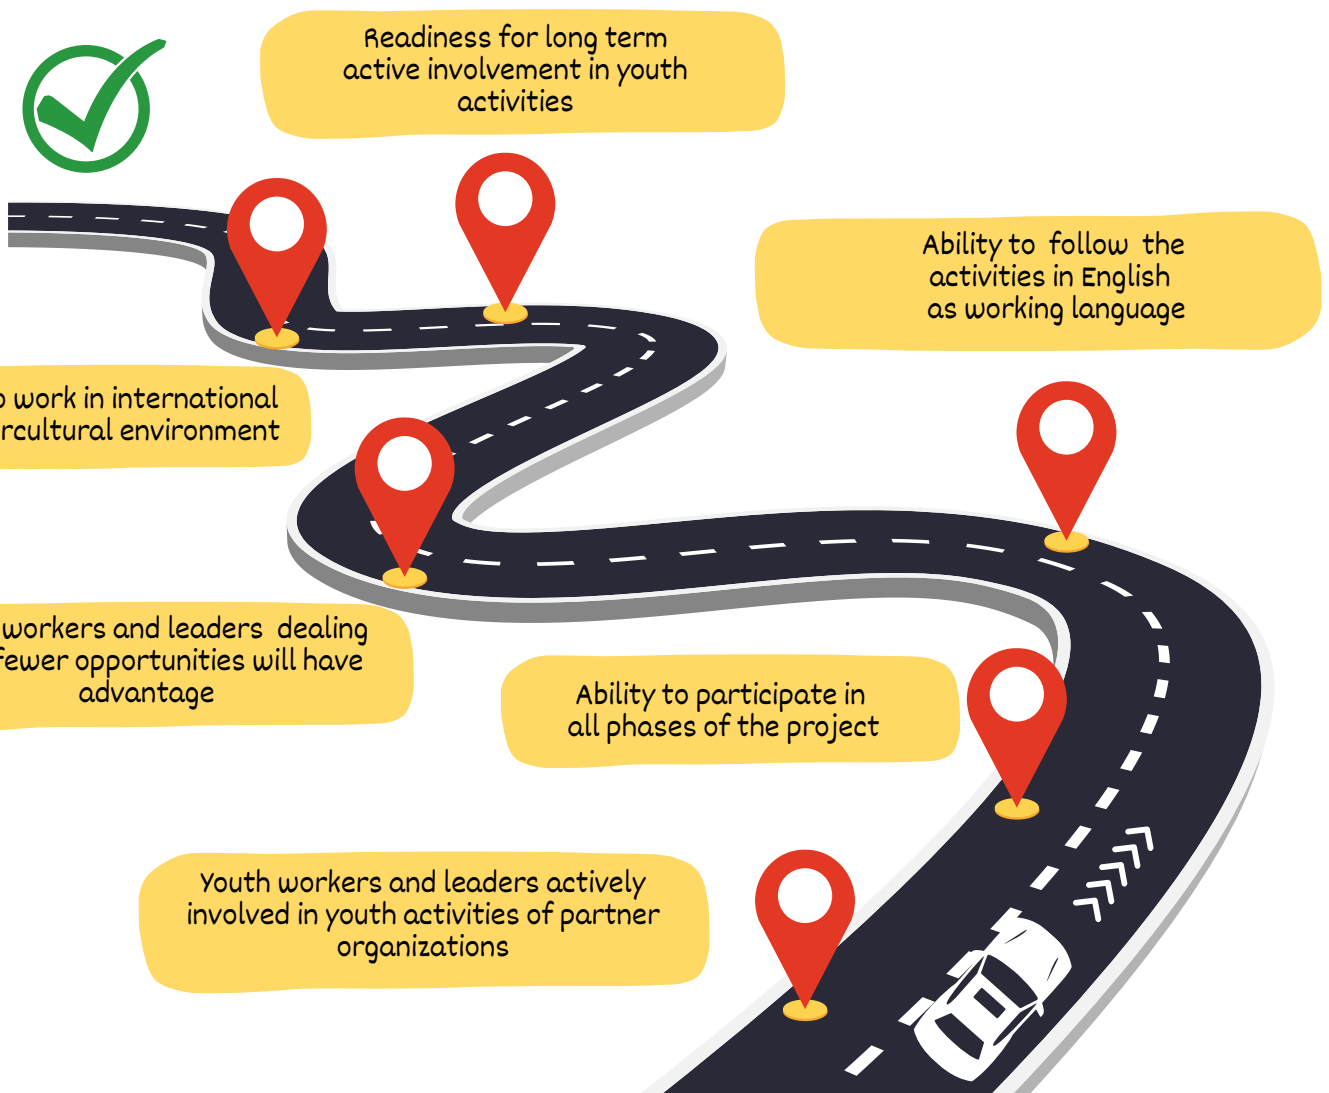 Readiness for long term
active involvement in youth
activities
Ability to follow the
activities in English
as working language
work in international
environment
workers and leaders dealing
fewer opportunities will have
advantage
Ability to participate in
all phases of the project
Youth workers and leaders actively
involved in youth activities of partner
organizations